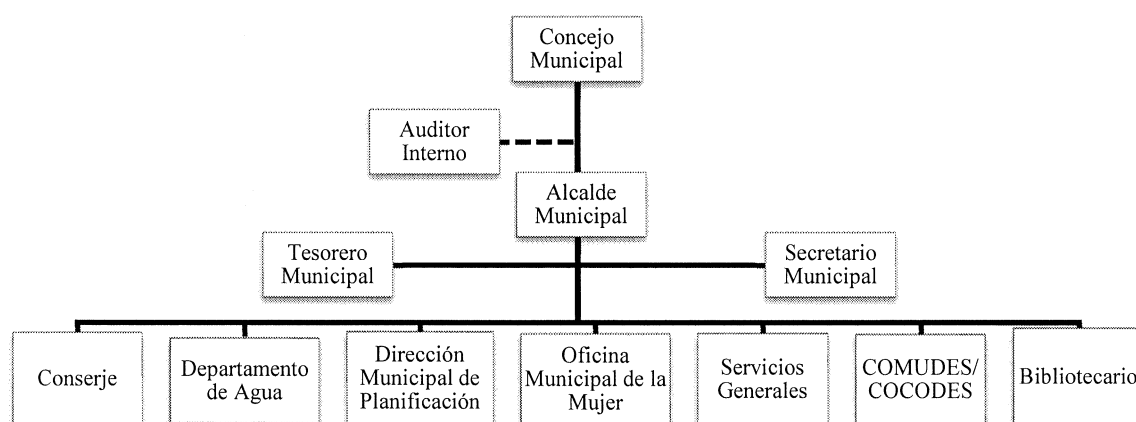 Concejo
Municipal
Auditor
Interno
Alcalde
Municipal
Tesorero
Municipal
Secretario
Municipal
Conserje
Departamento
de Agua
Dirección
Municipal de
Planificación
Oficina
Municipal de la
Mujer
Servicios
Generales
COMUDES/
COCODES
Bibliotecario